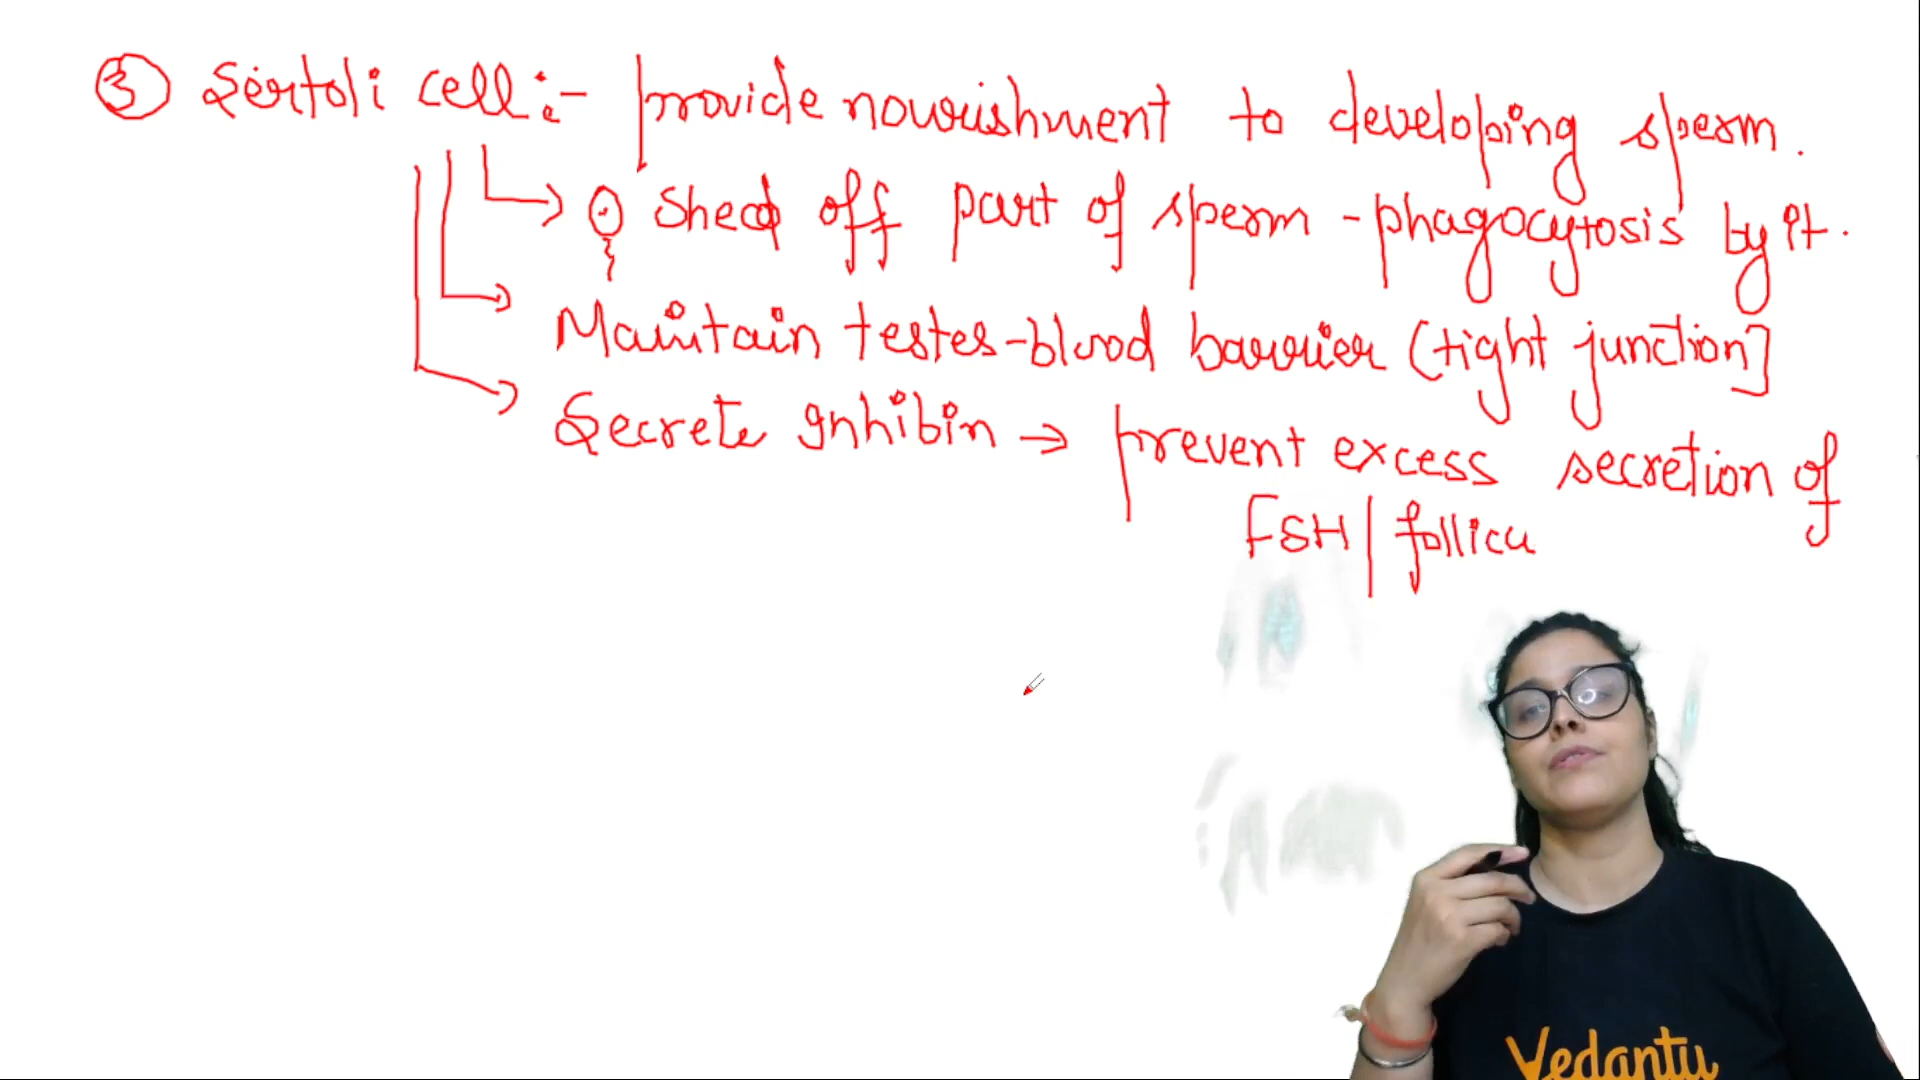 3 Sertoli cell :- provide nourishment to developing sperm.
Shed off part of sperm - phagocytosis by it.
Maintain testes-blood barrier (tight junction]
Secrete Inhibin → prevent excess secretion of
FSH | follicu
Vedantu